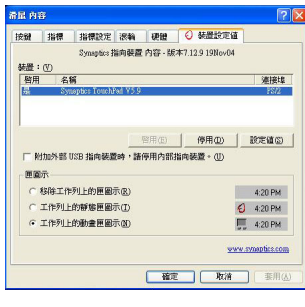 滑鼠 內容
按鍵 指標 指標設定 滾輪 硬體 裝置設定值
Synaptics 指向裝置 內容 - 版本7.12.9 19Nov04
裝置：(V)
啓用 名稱 連接埠
是 Synaptics TouchPad V5.9 PS/2
啓用(E) 停用(D) 設定值(S)
附加外部 USB 指向裝置時，請停用內部指向裝置。(U)
匣圖示
移除工作列上的圖示(R) 4:20 PM
工作列上的靜態圖示(T) 4:20 PM
工作列上的動畫圖示(N) 4:20 PM
www.synaptics.com
確定 取消 套用(A)